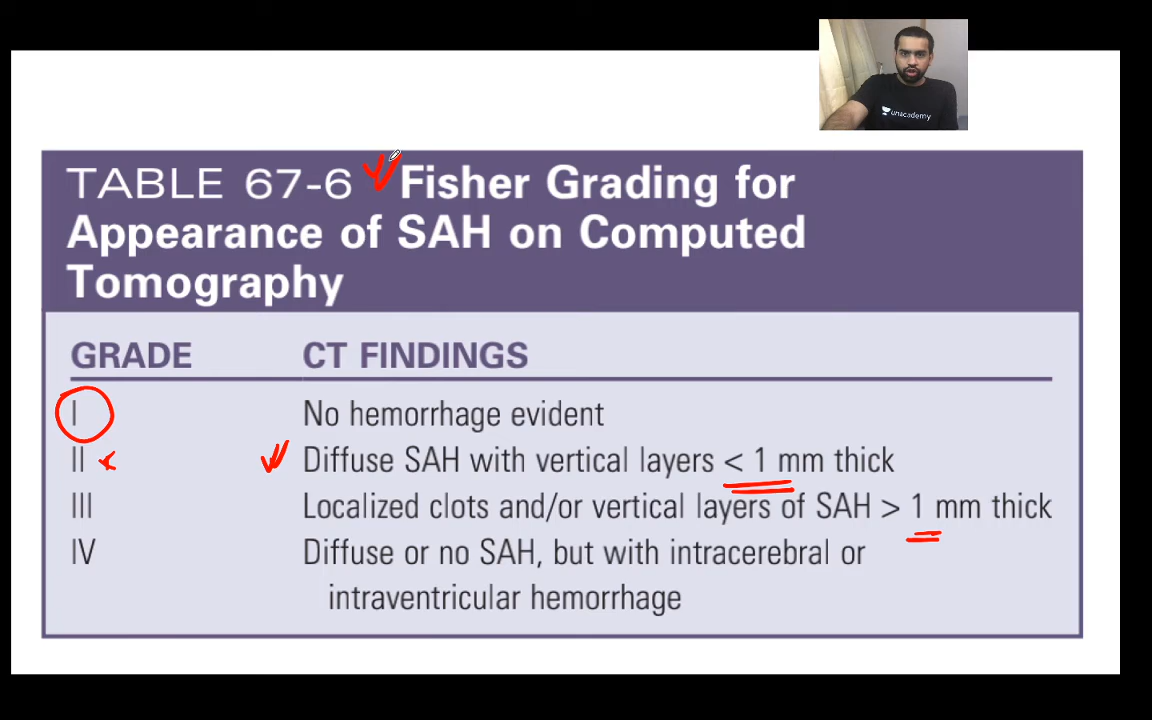 unacademy
TABLE 67-6 Fisher Grading for
Appearance of SAH on Computed
Tomography
GRADE CT FINDINGS
I No hemorrhage evident
II Diffuse SAH with vertical layers < 1 mm thick
III Localized clots and/or vertical layers of SAH > 1 mm thick
IV Diffuse or no SAH, but with intracerebral or
intraventricular hemorrhage